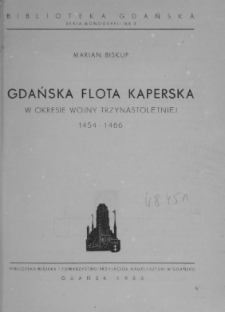 BIBLIOTEKA GDAŃSKA
SERIA MONOGRAFII NR 3
MARIAN BISKUP
GDAŃSKA FLOTA KAPERSKA
W OKRESIE WOJNY TRZYNASTOLETNIEJ
1454-1466
BIBLIOTEKA MIEJSKA I TOWARZYSTWO PRZYJACIÓŁ NAUKI I SZTUKI W GDAŃSKU
GDAŃSK 1953